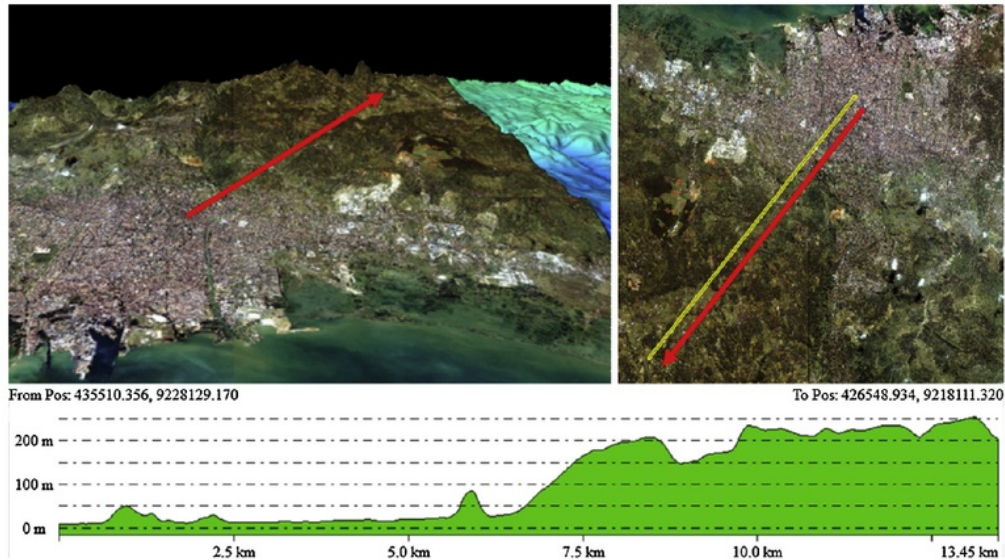 From Pos: 435510.356, 9228129.170 To Pos: 426548.934, 9218111.320
200 m
100 m
0 m
2.5 km 5.0 km 7.5 km 10.0 km 13.45 km